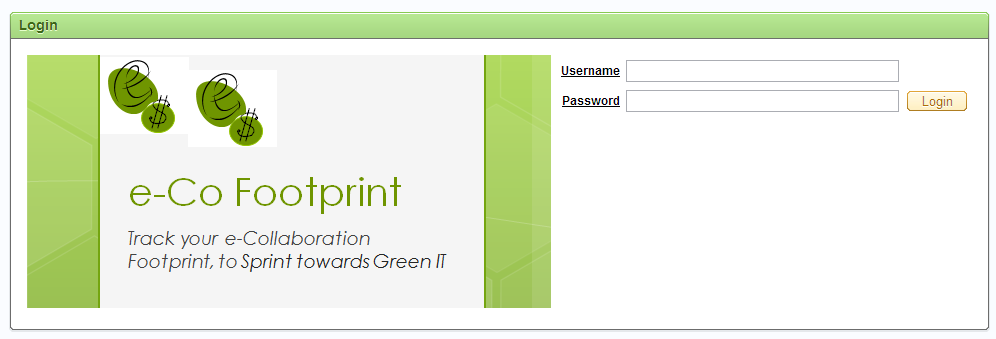 Login
e $
e $
Username
Password
Login
e-Co Footprint
Track your e-Collaboration
Footprint, to Sprint towards Green IT